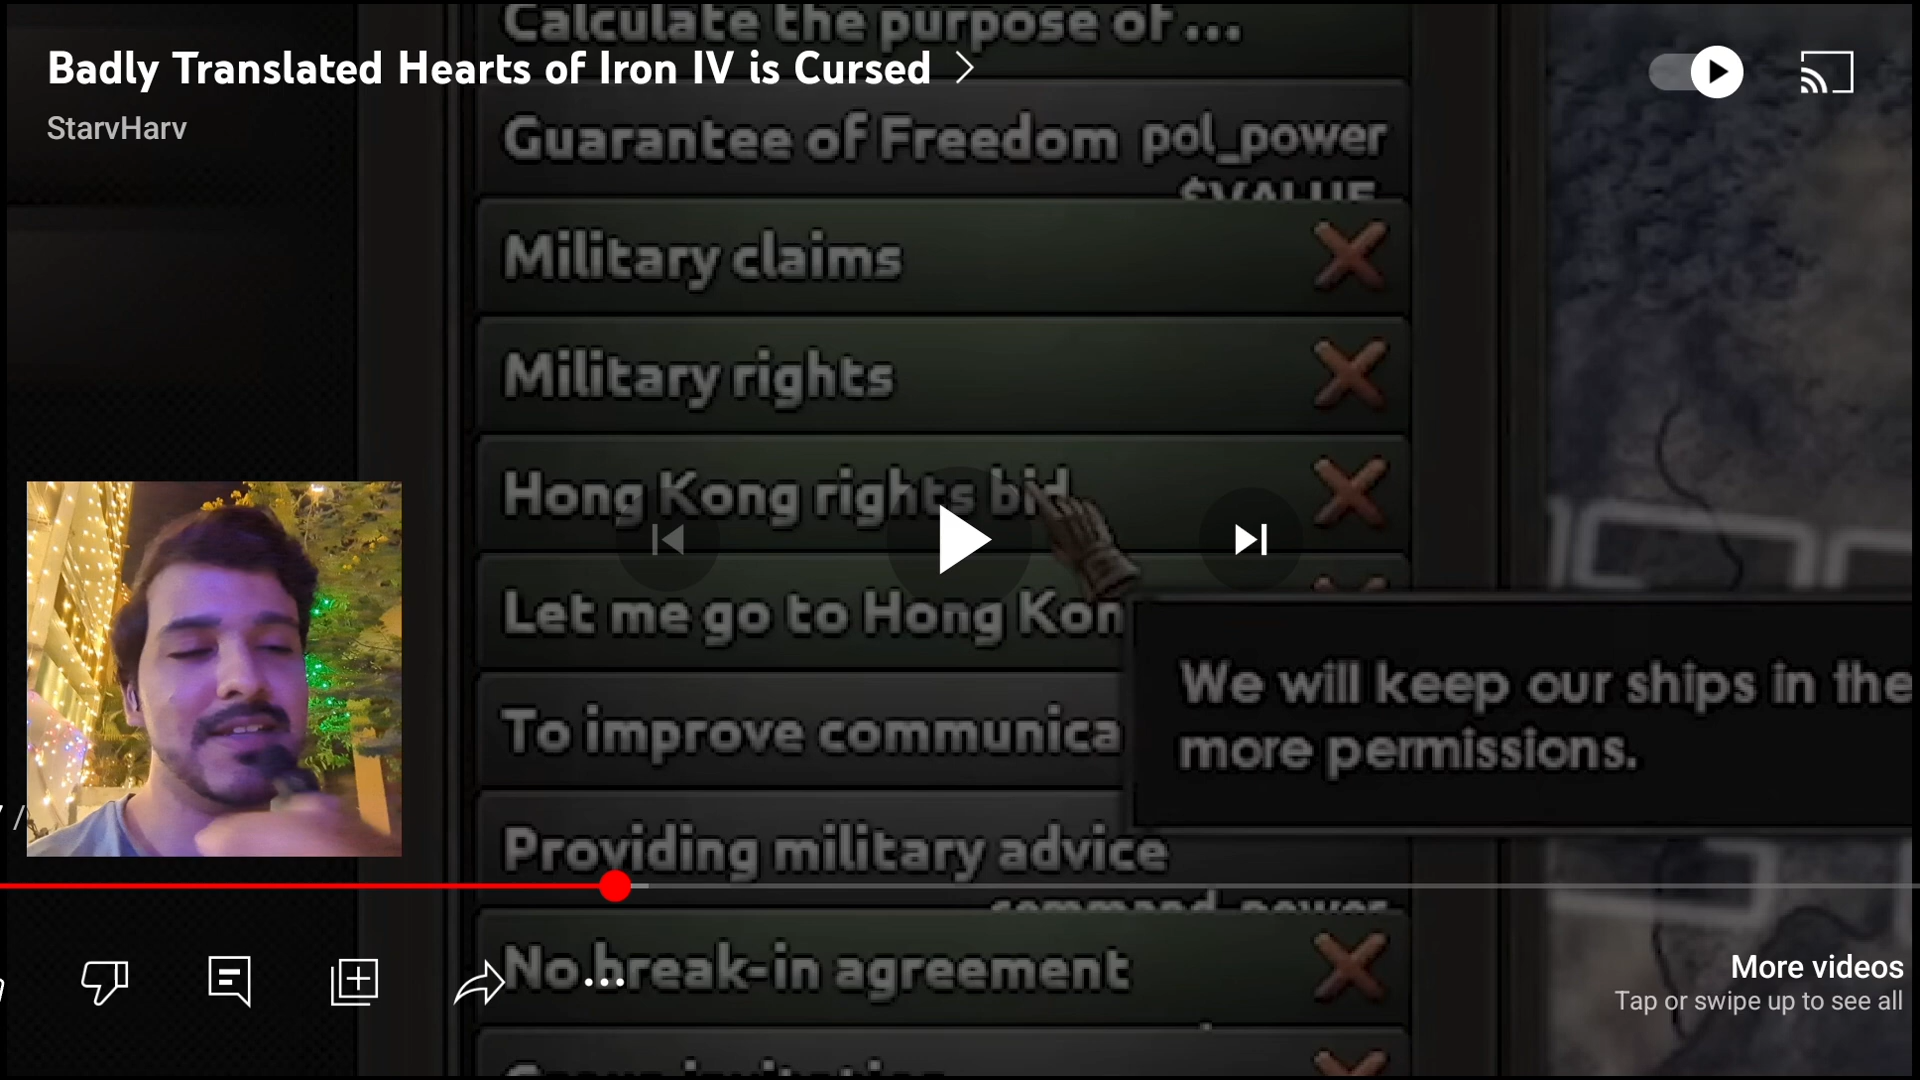 Calculate the purpose of ...
Badly Translated Hearts of Iron IV is Cursed
StarvHarv
Guarantee of Freedom pol_power
$VALUE
Military claims
Military rights
Hong Kong rights bid
Let me go to Hong Kon
We will keep our ships in the
more permissions.
To improve communica
Providing military advice
command_power
No break-in agreement
More videos
Tap or swipe up to see all